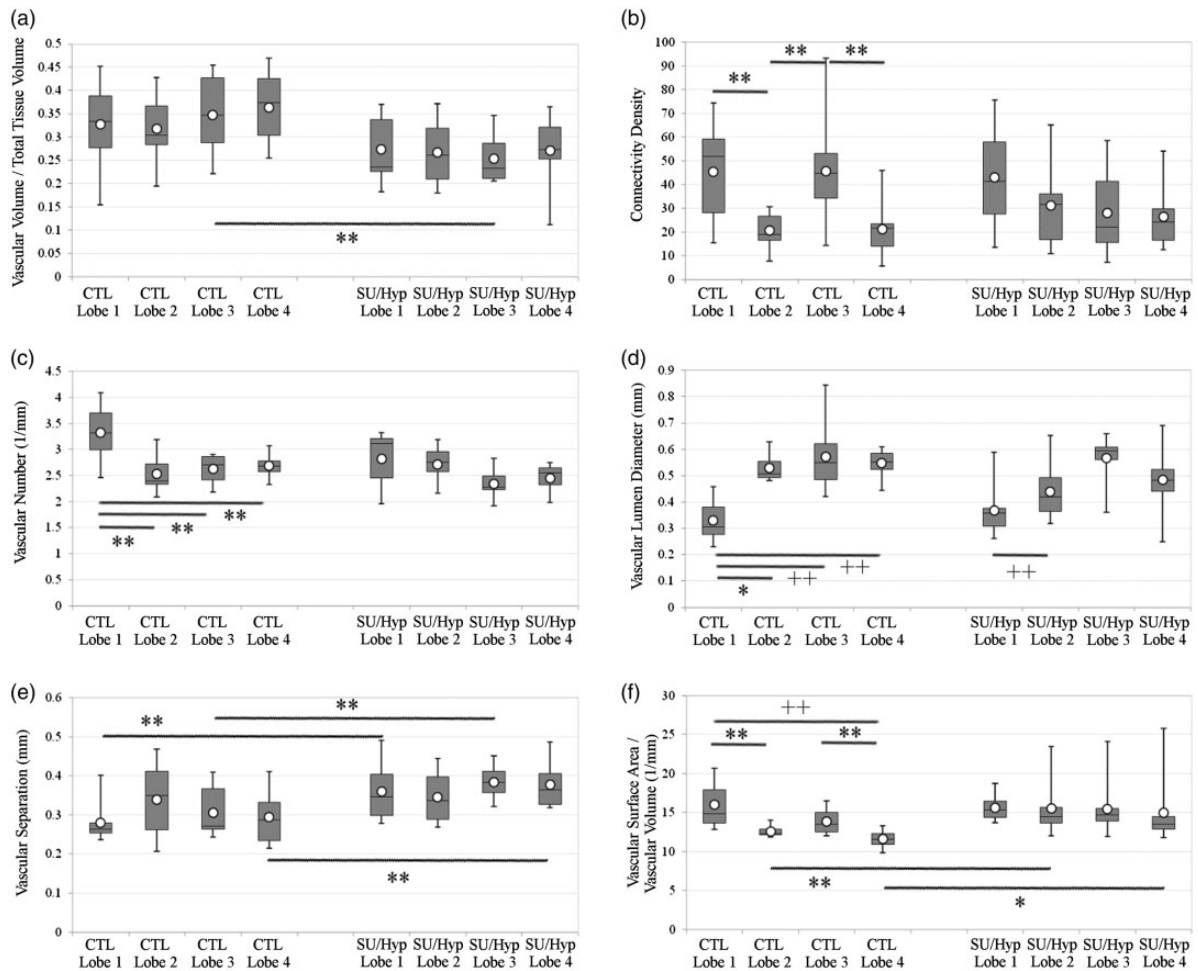 (a)
Vascular Volume / Total Tissue Volume
0.5
0.45
0.4
0.35
0.3
0.25
0.2
0.15
0.1
0.05
0
**
CTL CTL CTL CTL SU/Hyp SU/Hyp SU/Hyp SU/Hyp
Lobe 1 Lobe 2 Lobe 3 Lobe 4 Lobe 1 Lobe 2 Lobe 3 Lobe 4
(b)
Connectivity Density
100
90
80
70
60
50
40
30
20
10
0
** ** **
CTL CTL CTL CTL SU/Hyp SU/Hyp SU/Hyp SU/Hyp
Lobe 1 Lobe 2 Lobe 3 Lobe 4 Lobe 1 Lobe 2 Lobe 3 Lobe 4
(c)
Vascular Number (1/mm)
4.5
4
3.5
3
2.5
2
1.5
1
0.5
0
** ** **
CTL CTL CTL CTL SU/Hyp SU/Hyp SU/Hyp SU/Hyp
Lobe 1 Lobe 2 Lobe 3 Lobe 4 Lobe 1 Lobe 2 Lobe 3 Lobe 4
(d)
Vascular Lumen Diameter (mm)
0.9
0.8
0.7
0.6
0.5
0.4
0.3
0.2
0.1
0
* ++ ++ ++
CTL CTL CTL CTL SU/Hyp SU/Hyp SU/Hyp SU/Hyp
Lobe 1 Lobe 2 Lobe 3 Lobe 4 Lobe 1 Lobe 2 Lobe 3 Lobe 4
(e)
Vascular Separation (mm)
0.6
0.5
0.4
0.3
0.2
0.1
0
** **
**
CTL CTL CTL CTL SU/Hyp SU/Hyp SU/Hyp SU/Hyp
Lobe 1 Lobe 2 Lobe 3 Lobe 4 Lobe 1 Lobe 2 Lobe 3 Lobe 4
(f)
Vascular Surface Area /
Vascular Volume (1/mm)
30
25
20
15
10
5
0
++
** **
**
*
CTL CTL CTL CTL SU/Hyp SU/Hyp SU/Hyp SU/Hyp
Lobe 1 Lobe 2 Lobe 3 Lobe 4 Lobe 1 Lobe 2 Lobe 3 Lobe 4